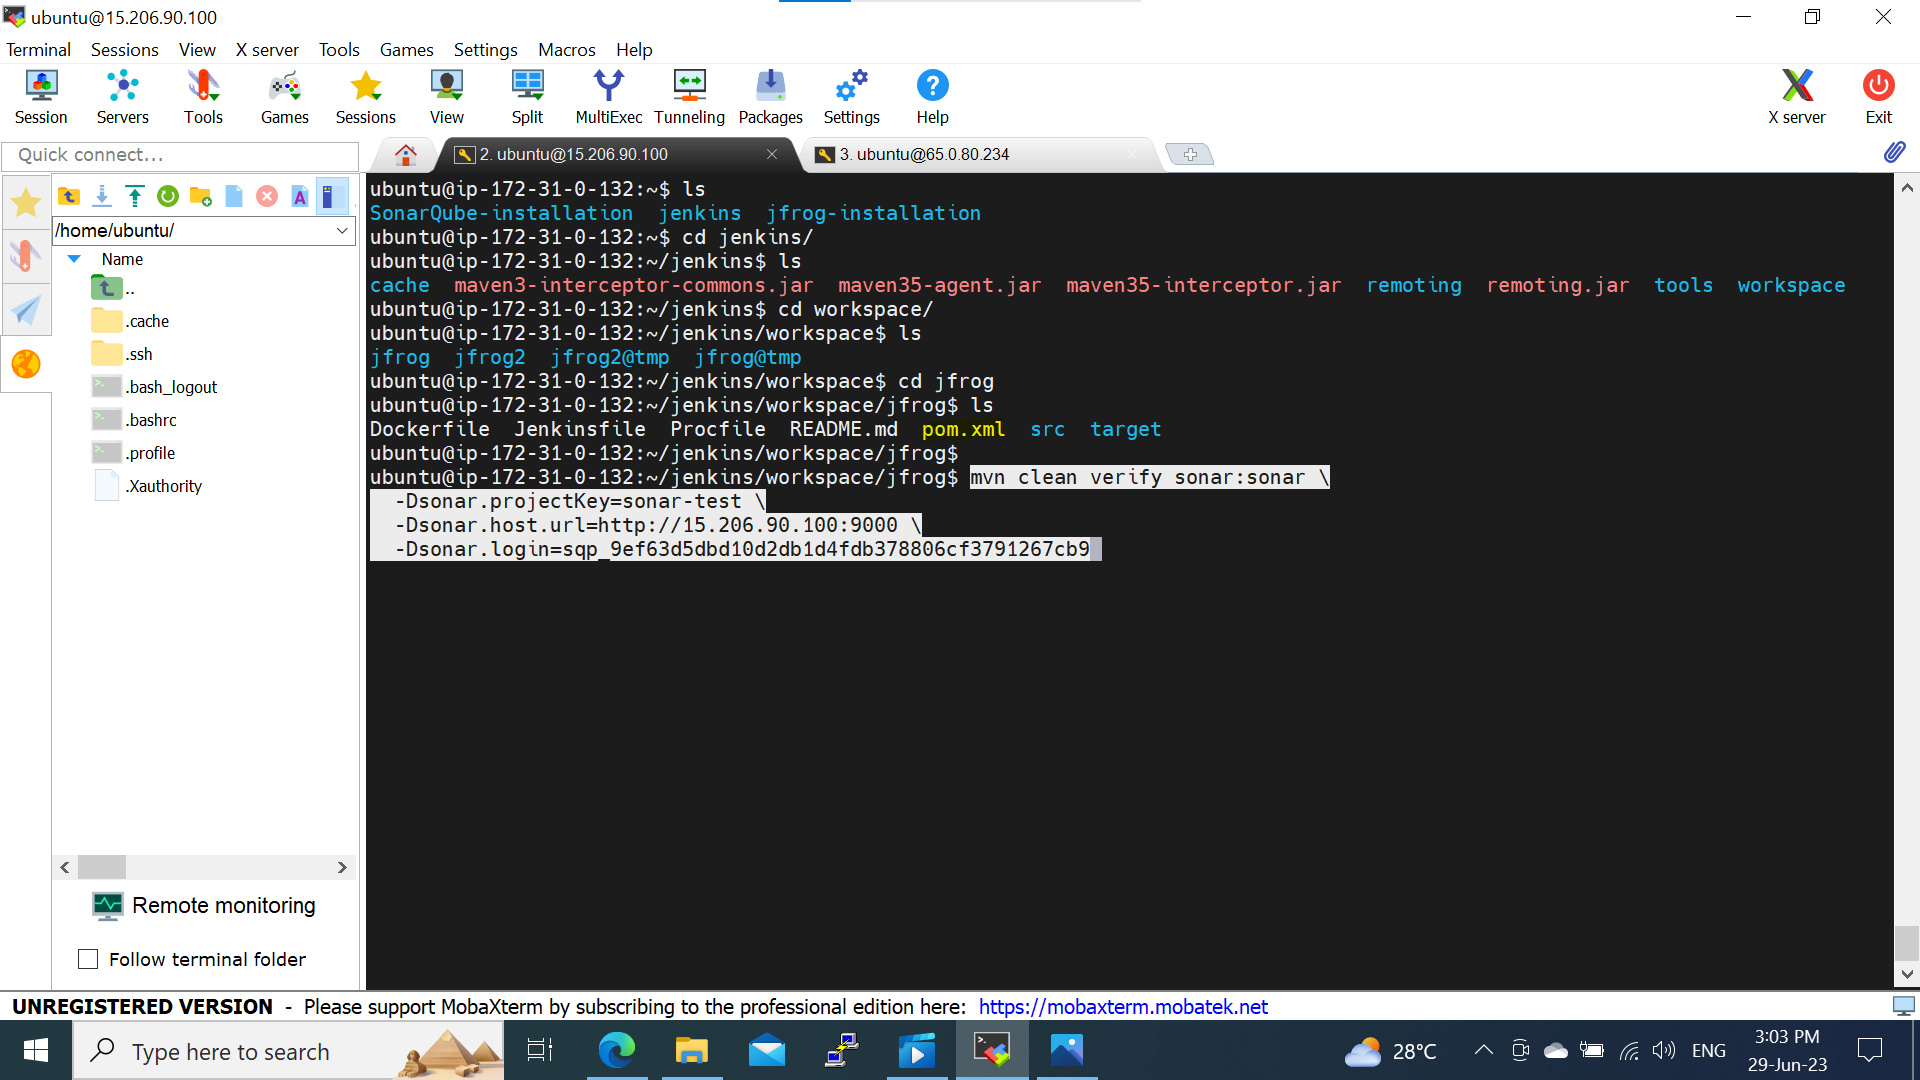 ubuntu@15.206.90.100
Terminal Sessions View X server Tools Games Settings Macros Help
Session Servers Tools Games Sessions View Split MultiExec Tunneling Packages Settings Help X server Exit
Quick connect...
2. ubuntu@15.206.90.100
3. ubuntu@65.0.80.234
/home/ubuntu/
Name
..
.cache
.ssh
.bash_logout
.bashrc
.profile
.Xauthority
Remote monitoring
Follow terminal folder
ubuntu@ip-172-31-0-132:~$ ls
SonarQube-installation jenkins jfrog-installation
ubuntu@ip-172-31-0-132:~$ cd jenkins/
ubuntu@ip-172-31-0-132:~/jenkins$ ls
cache maven3-interceptor-commons.jar maven35-agent.jar maven35-interceptor.jar remoting remoting.jar tools workspace
ubuntu@ip-172-31-0-132:~/jenkins$ cd workspace/
ubuntu@ip-172-31-0-132:~/jenkins/workspace$ ls
jfrog jfrog2 jfrog2@tmp jfrog@tmp
ubuntu@ip-172-31-0-132:~/jenkins/workspace$ cd jfrog
ubuntu@ip-172-31-0-132:~/jenkins/workspace/jfrog$ ls
Dockerfile Jenkinsfile Procfile README.md pom.xml src target
ubuntu@ip-172-31-0-132:~/jenkins/workspace/jfrog$
ubuntu@ip-172-31-0-132:~/jenkins/workspace/jfrog$ mvn clean verify sonar:sonar \
-Dsonar.projectKey=sonar-test \
-Dsonar.host.url=http://15.206.90.100:9000 \
-Dsonar.login=sqp_9ef63d5dbd10d2db1d4fdb378806cf3791267cb9
UNREGISTERED VERSION - Please support MobaXterm by subscribing to the professional edition here: https://mobaxterm.mobatek.net
Type here to search
28°C
ENG
3:03 PM
29-Jun-23